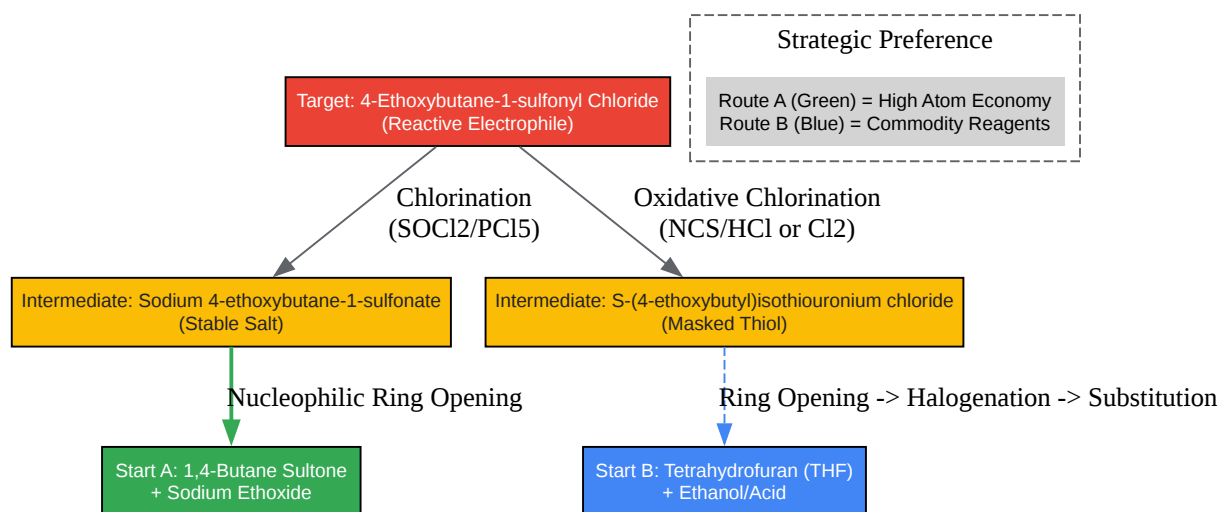 Strategic Preference
Route A (Green) = High Atom Economy
Route B (Blue) = Commodity Reagents
Target: 4-Ethoxybutane-1-sulfonyl Chloride
(Reactive Electrophile)
Chlorination
(SOCl2/PCl5)
Oxidative Chlorination
(NCS/HCl or Cl2)
Intermediate: Sodium 4-ethoxybutane-1-sulfonate
(Stable Salt)
Intermediate: S-(4-ethoxybutyl)isothiouronium chloride
(Masked Thiol)
Nucleophilic Ring Opening
Ring Opening -> Halogenation -> Substitution
Start A: 1,4-Butane Sultone
+ Sodium Ethoxide
Start B: Tetrahydrofuran (THF)
+ Ethanol/Acid